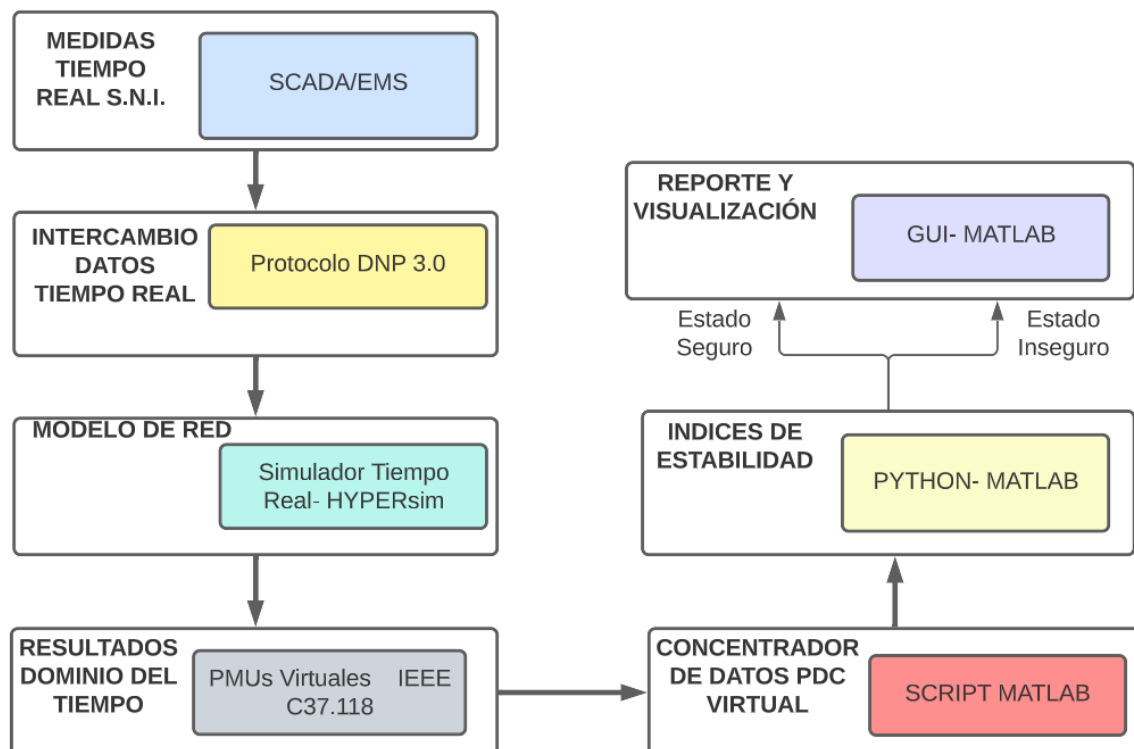 MEDIDAS
TIEMPO
REAL S.N.I.
SCADA/EMS
INTERCAMBIO
DATOS
TIEMPO REAL
Protocolo DNP 3.0
MODELO DE RED
Simulador Tiempo
Real- HYPERsim
RESULTADOS
DOMINIO DEL
TIEMPO
PMUs Virtuales IEEE
C37.118
CONCENTRADOR
DE DATOS PDC
VIRTUAL
SCRIPT MATLAB
INDICES DE
ESTABILIDAD
PYTHON- MATLAB
Estado
Seguro
Estado
Inseguro
REPORTE Y
VISUALIZACIÓN
GUI- MATLAB